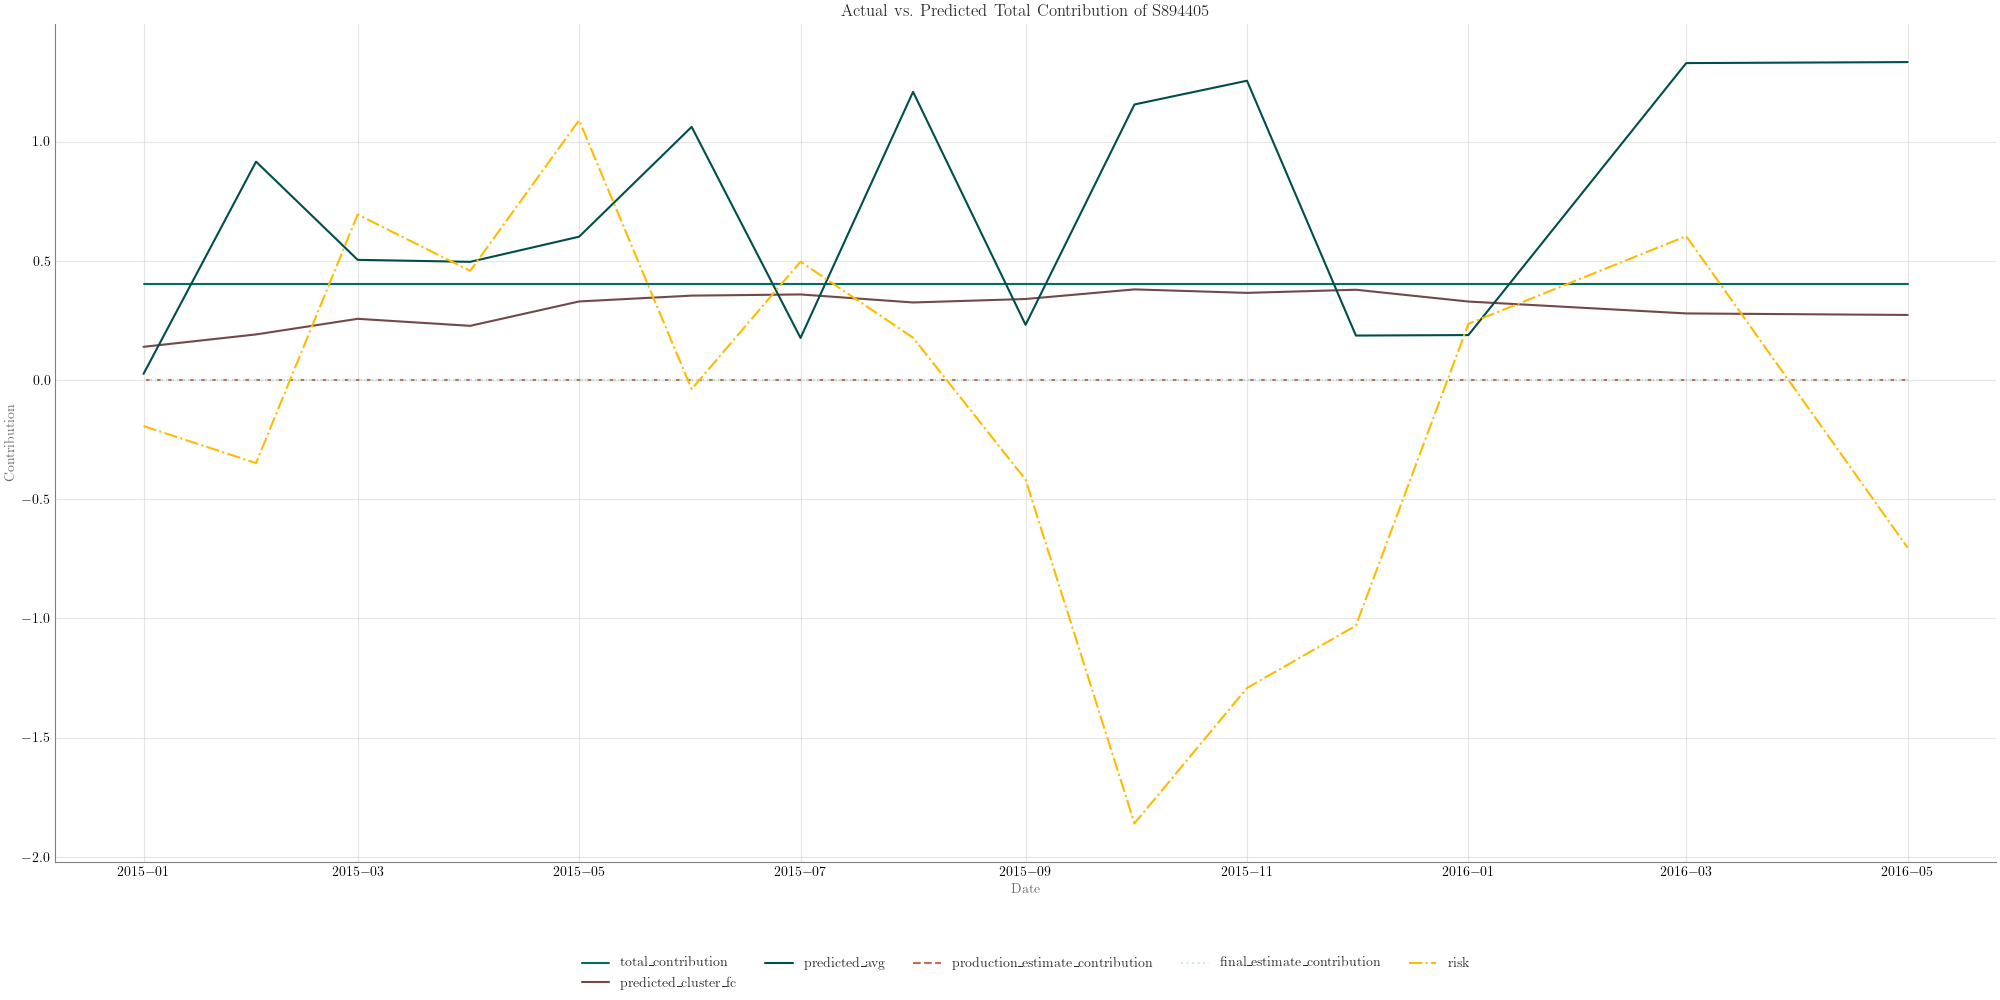 Actual vs. Predicted Total Contribution of S894405
Contribution
1.0
0.5
0.0
−0.5
−1.0
−1.5
−2.0
2015−01 2015−03 2015−05 2015−07 2015−09 2015−11 2016−01 2016−03 2016−05
Date
total_contribution predicted_avg production_estimate_contribution final_estimate_contribution risk
predicted_cluster_fc